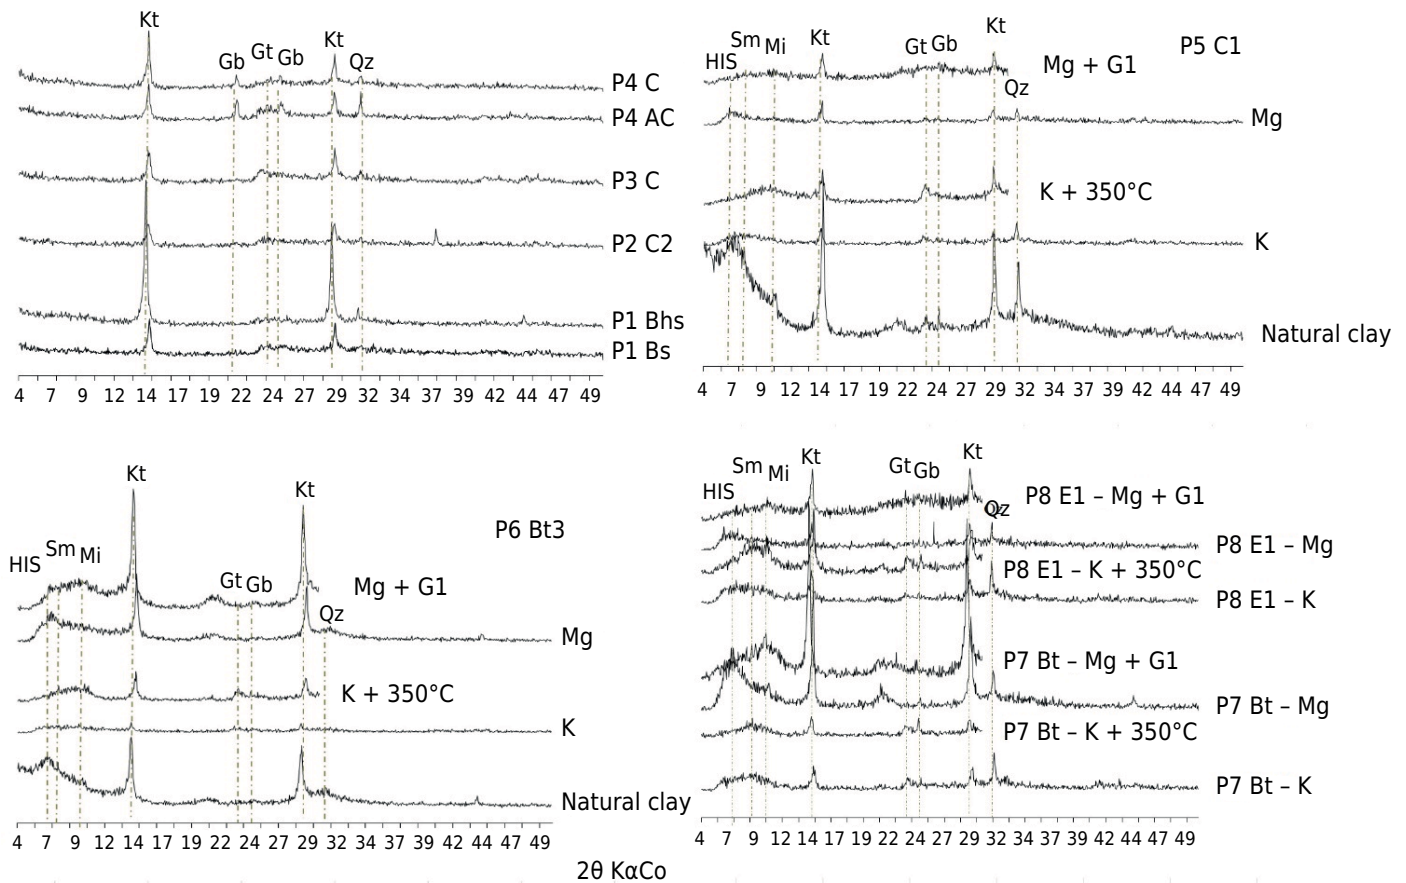 Kt
Gb Gt Gb Kt Qz
P4 C
P4 AC
P3 C
P2 C2
P1 Bhs
P1 Bs
4 7 9 12 14 17 19 22 24 27 29 32 34 37 39 42 44 47 49
P5 C1
HIS Sm Mi Kt Gt Gb Kt
Mg + G1
Qz
Mg
K + 350°C
K
Natural clay
4 7 9 12 14 17 19 22 24 27 29 32 34 37 39 42 44 47 49
Kt
Kt
P6 Bt3
HIS Sm Mi Gt Gb
Mg + G1
Qz
Mg
K + 350°C
K
Natural clay
4 7 9 12 14 17 19 22 24 27 29 32 34 37 39 42 44 47 49
Kt
HIS Sm Mi Kt Gt Gb
P8 E1 – Mg + G1
Qz
P8 E1 – Mg
P8 E1 – K + 350°C
P8 E1 – K
P7 Bt – Mg + G1
P7 Bt – Mg
P7 Bt – K + 350°C
P7 Bt – K
4 7 9 12 14 17 19 22 24 27 29 32 34 37 39 42 44 47 49
2θ KαCo